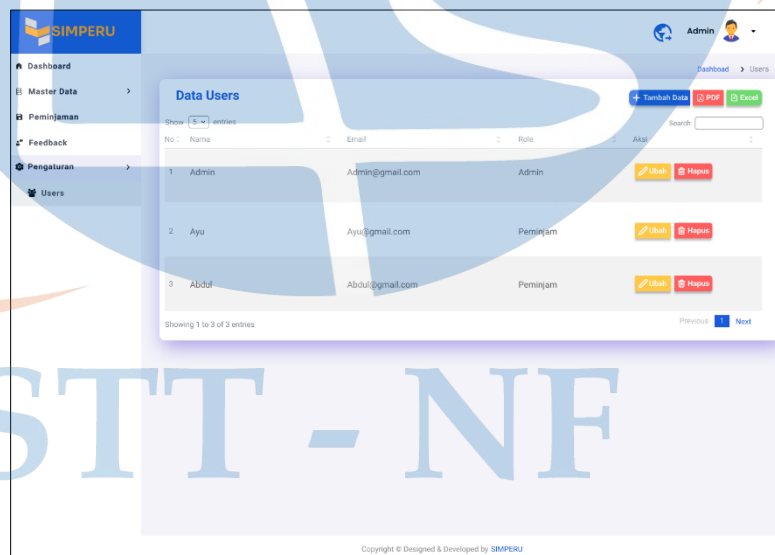 SIMPERU
Admin
Dashboard
Master Data
Peminjaman
Feedback
Pengaturan
Users
Dashboad > Users
Data Users
+ Tambah Data PDF Excel
Show 5 entries
Search:
No Nama Email Role Aksi
1 Admin Admin@gmail.com Admin Ubah Hapus
2 Ayu Ayu@gmail.com Peminjam Ubah Hapus
3 Abdul Abdul@gmail.com Peminjam Ubah Hapus
Showing 1 to 3 of 3 entries
Previous 1 Next
STT - NF
Copyright © Designed & Developed by SIMPERU